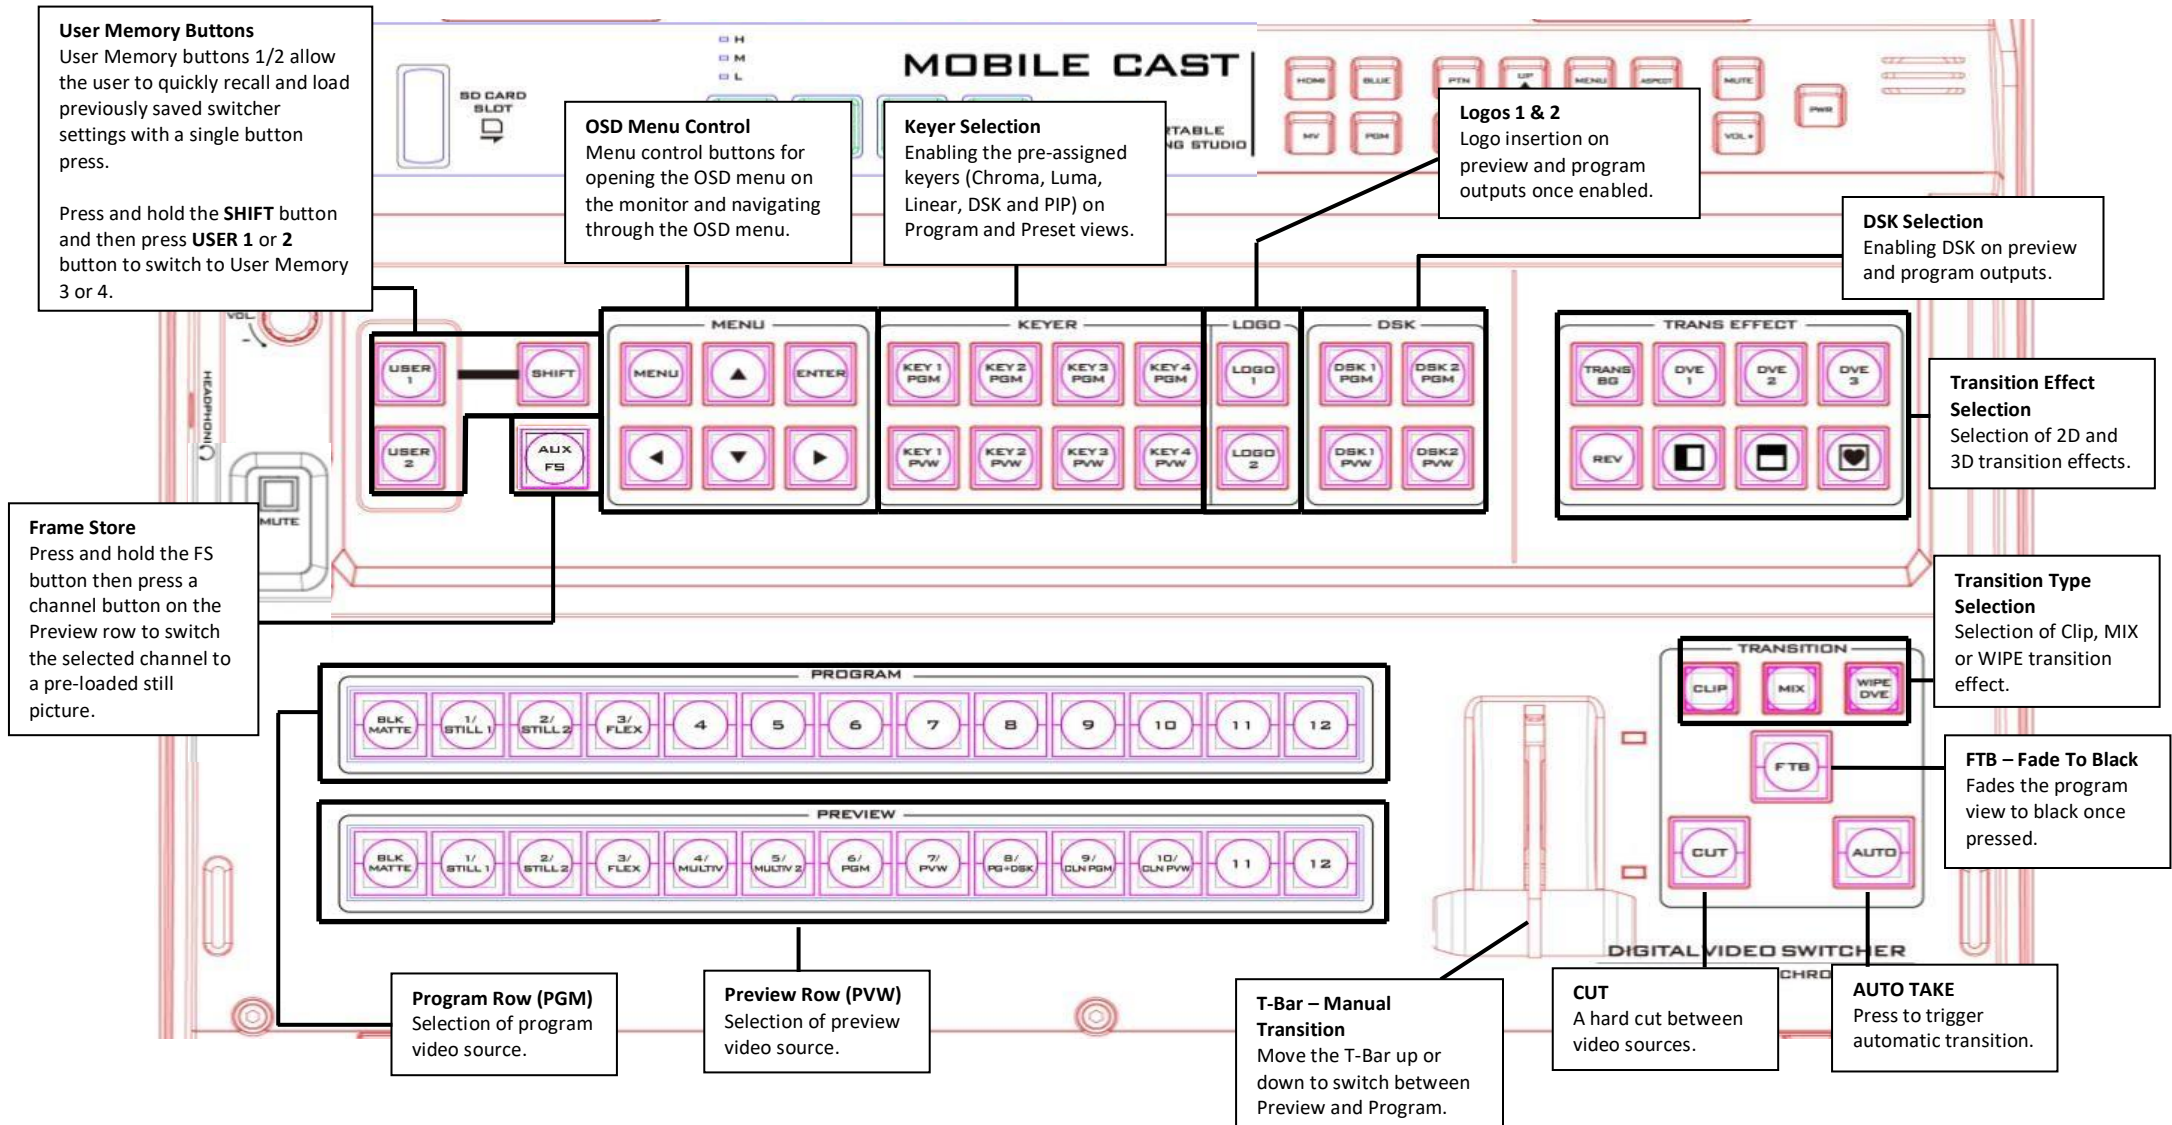 User Memory Buttons
User Memory buttons 1/2 allow
the user to quickly recall and load
previously saved switcher
settings with a single button
press.
Press and hold the SHIFT button
and then press USER 1 or 2
button to switch to User Memory
3 or 4.
SD CARD
SLOT
H
M
L
MOBILE CAST
HDMI
BLUE
PTN
UP
MENU
ASPECT
MUTE
PWR
MV
PGM
VOL+
OSD Menu Control
Menu control buttons for
opening the OSD menu on
the monitor and navigating
through the OSD menu.
Keyer Selection
Enabling the pre-assigned
keyers (Chroma, Luma,
Linear, DSK and PIP) on
Program and Preset views.
STUDIO
Logos 1 & 2
Logo insertion on
preview and program
outputs once enabled.
DSK Selection
Enabling DSK on preview
and program outputs.
VOL
HEADPHON
MENU
KEYER
LOGO
DSK
TRANS EFFECT
USER
1
SHIFT
MENU
ENTER
KEY 1
PGM
KEY 2
PGM
KEY 3
PGM
KEY 4
PGM
LOGO
1
DSK 1
PGM
DSK 2
PGM
TRANS
BG
DVE
1
DVE
2
DVE
3
USER
2
AUX
FS
KEY 1
PVW
KEY 2
PVW
KEY 3
PVW
KEY 4
PVW
LOGO
2
DSK 1
PVW
DSK2
PVW
REV
Transition Effect
Selection
Selection of 2D and
3D transition effects.
MUTE
Frame Store
Press and hold the FS
button then press a
channel button on the
Preview row to switch
the selected channel to
a pre-loaded still
picture.
Transition Type
Selection
Selection of Clip, MIX
or WIPE transition
effect.
PROGRAM
BLK
MATTE
1/
STILL 1
2/
STILL 2
3/
FLEX
4
5
6
7
8
9
10
11
12
TRANSITION
CLIP
MIX
WIPE
DVE
FTB
CUT
AUTO
FTB – Fade To Black
Fades the program
view to black once
pressed.
PREVIEW
BLK
MATTE
1/
STILL 1
2/
STILL 2
3/
FLEX
4/
MULTIV
5/
MULTIV 2
6/
PGM
7/
PVW
8/
PG+DSK
9/
CLN PGM
10/
CLN PVW
11
12
DIGITAL VIDEO SWITCHER
CHRO
Program Row (PGM)
Selection of program
video source.
Preview Row (PVW)
Selection of preview
video source.
T-Bar – Manual
Transition
Move the T-Bar up or
down to switch between
Preview and Program.
CUT
A hard cut between
video sources.
AUTO TAKE
Press to trigger
automatic transition.